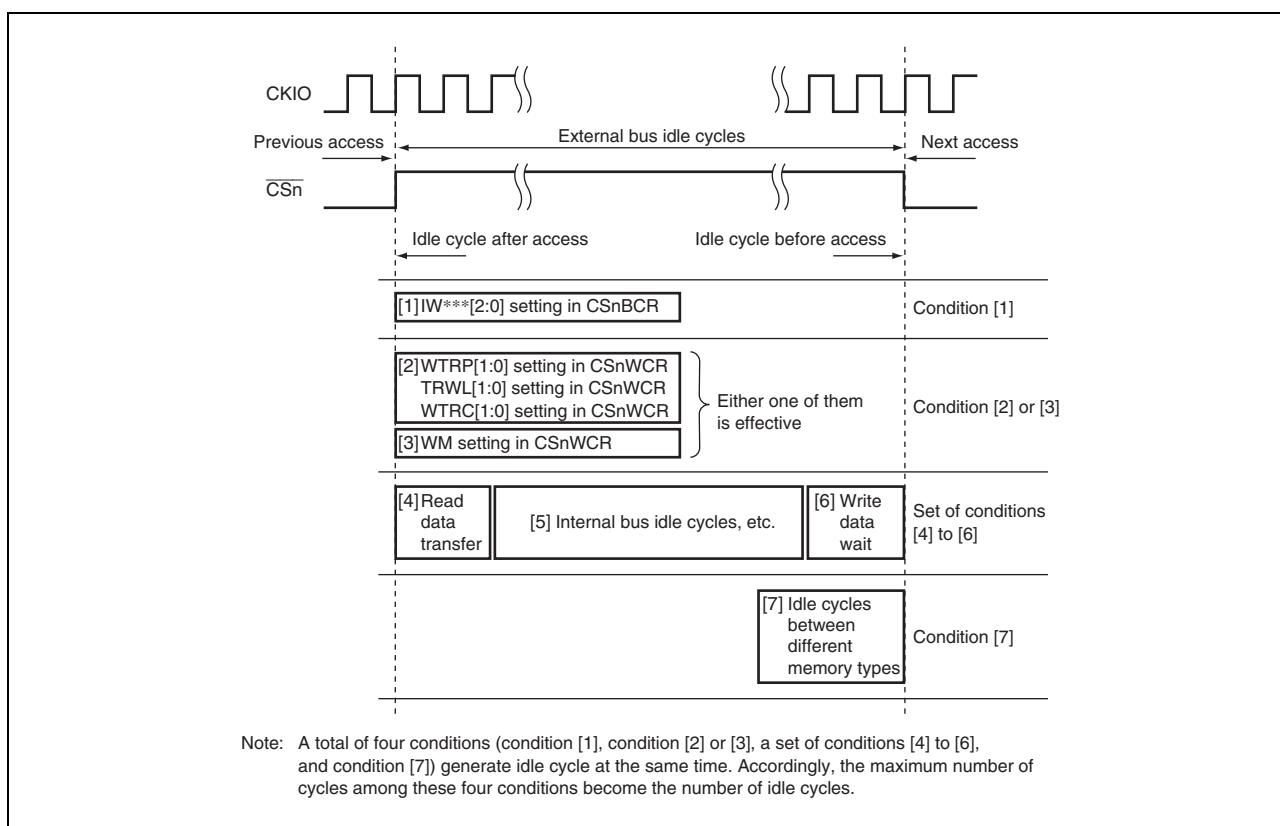 CKIO
Previous access
External bus idle cycles
Next access
CSn
Idle cycle after access
Idle cycle before access
[1] IW***[2:0] setting in CSnBCR
Condition [1]
[2] WTRP[1:0] setting in CSnWCR
TRWL[1:0] setting in CSnWCR
WTRC[1:0] setting in CSnWCR
[3] WM setting in CSnWCR
Either one of them
is effective
Condition [2] or [3]
[4] Read
data
transfer
[5] Internal bus idle cycles, etc.
[6] Write
data
wait
Set of conditions
[4] to [6]
[7] Idle cycles
between
different
memory types
Condition [7]
Note: A total of four conditions (condition [1], condition [2] or [3], a set of conditions [4] to [6],
and condition [7]) generate idle cycle at the same time. Accordingly, the maximum number of
cycles among these four conditions become the number of idle cycles.